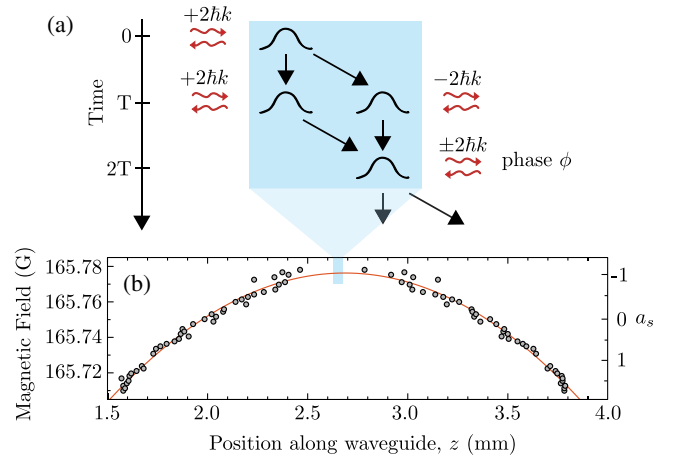 (a)
+2ħk
0
+2ħk
−2ħk
T
Time
±2ħk
phase ϕ
2T
(b)
Magnetic Field (G)
165.78
165.76
165.74
165.72
-1
0
1
a_s
1.5 2.0 2.5 3.0 3.5 4.0
Position along waveguide, z (mm)